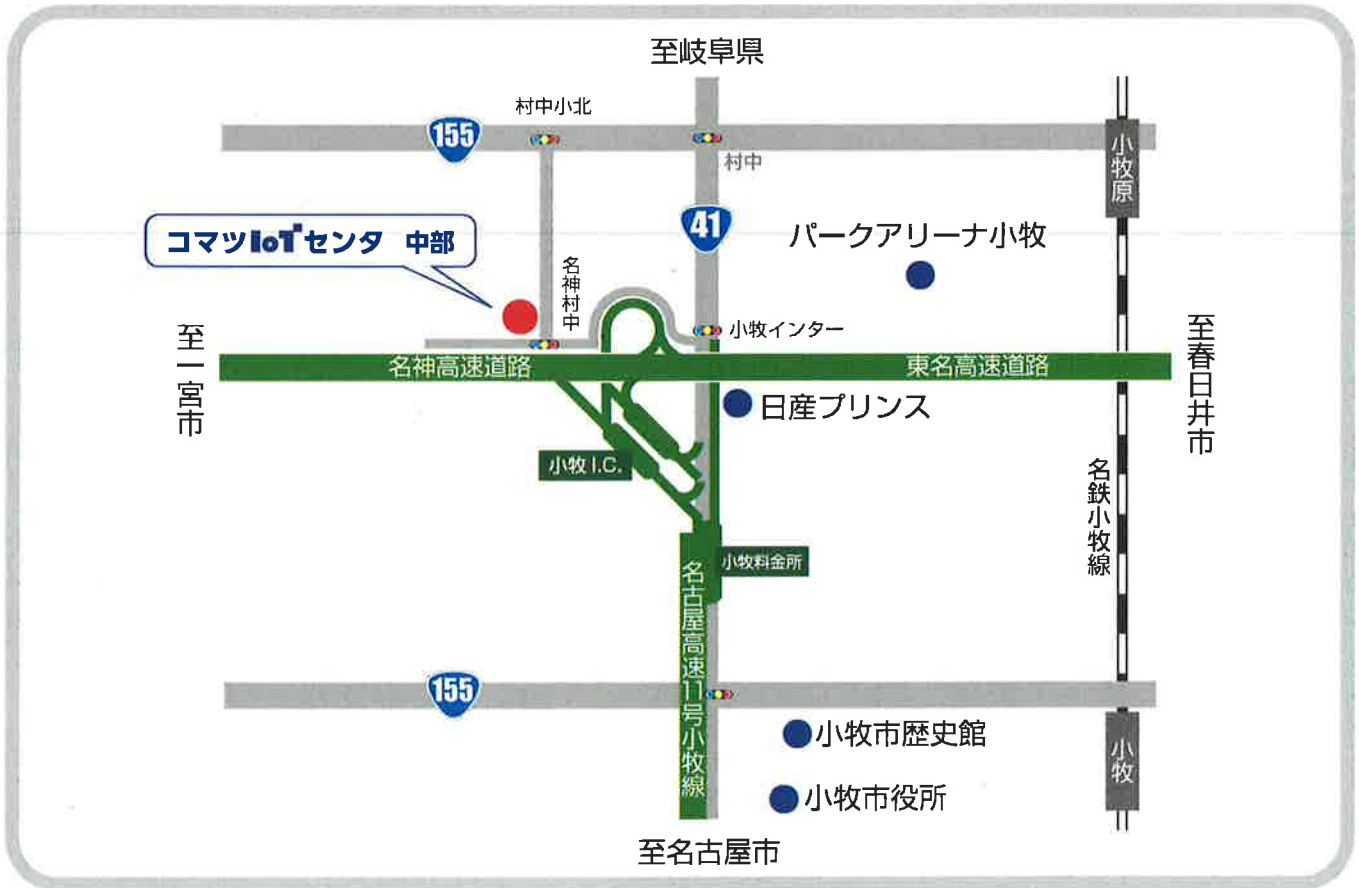 至岐阜県
村中小北
155
村中
小牧原
41
コマツIoTセンタ 中部
パークアリーナ小牧
名神村中
小牧インター
至一宮市
至春日井市
名神高速道路
東名高速道路
日産プリンス
小牧I.C.
名鉄小牧線
小牧料金所
名古屋高速11号小牧線
155
小牧市歴史館
小牧
小牧市役所
至名古屋市